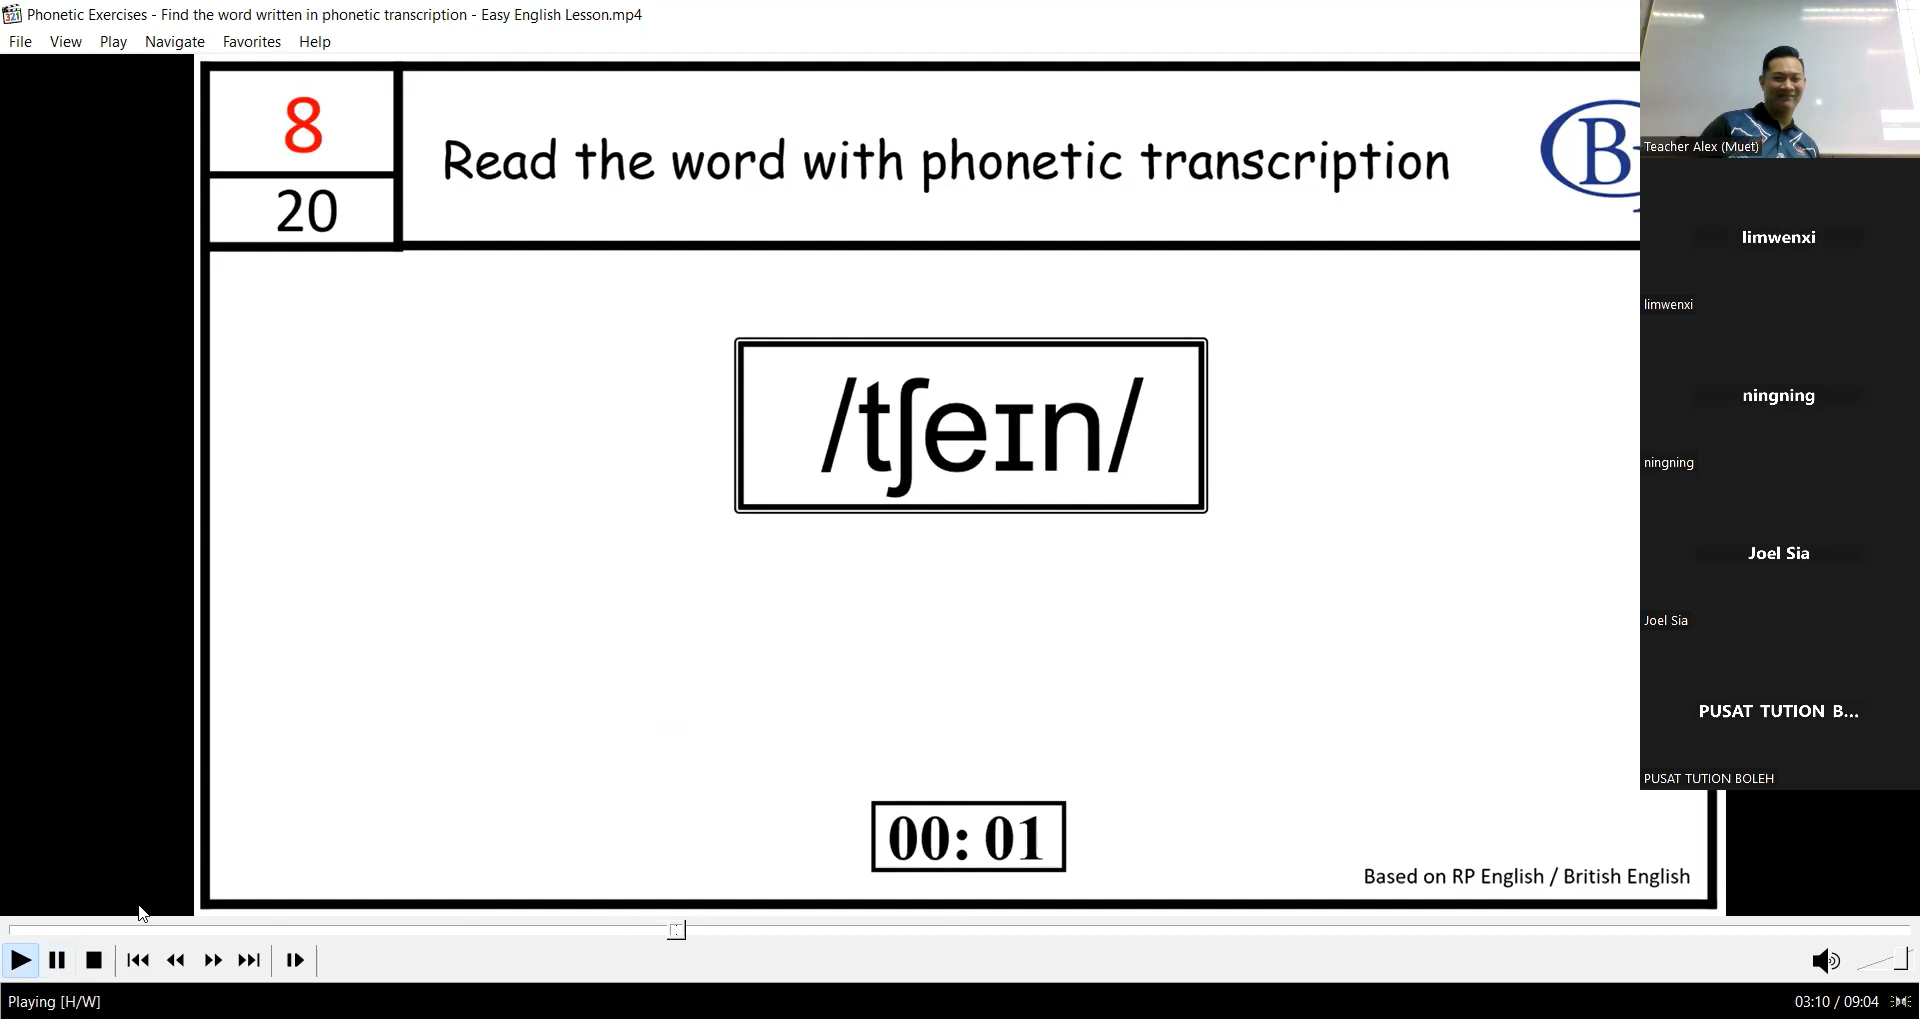 Phonetic Exercises - Find the word written in phonetic transcription - Easy English Lesson.mp4
File View Play Navigate Favorites Help
8
20
Read the word with phonetic transcription
B
/tʃeɪn/
00: 01
Based on RP English / British English
Teacher Alex (Muet)
limwenxi
limwenxi
ningning
ningning
Joel Sia
Joel Sia
PUSAT TUTION B...
PUSAT TUTION BOLEH
Playing [H/W]
03:10 / 09:04